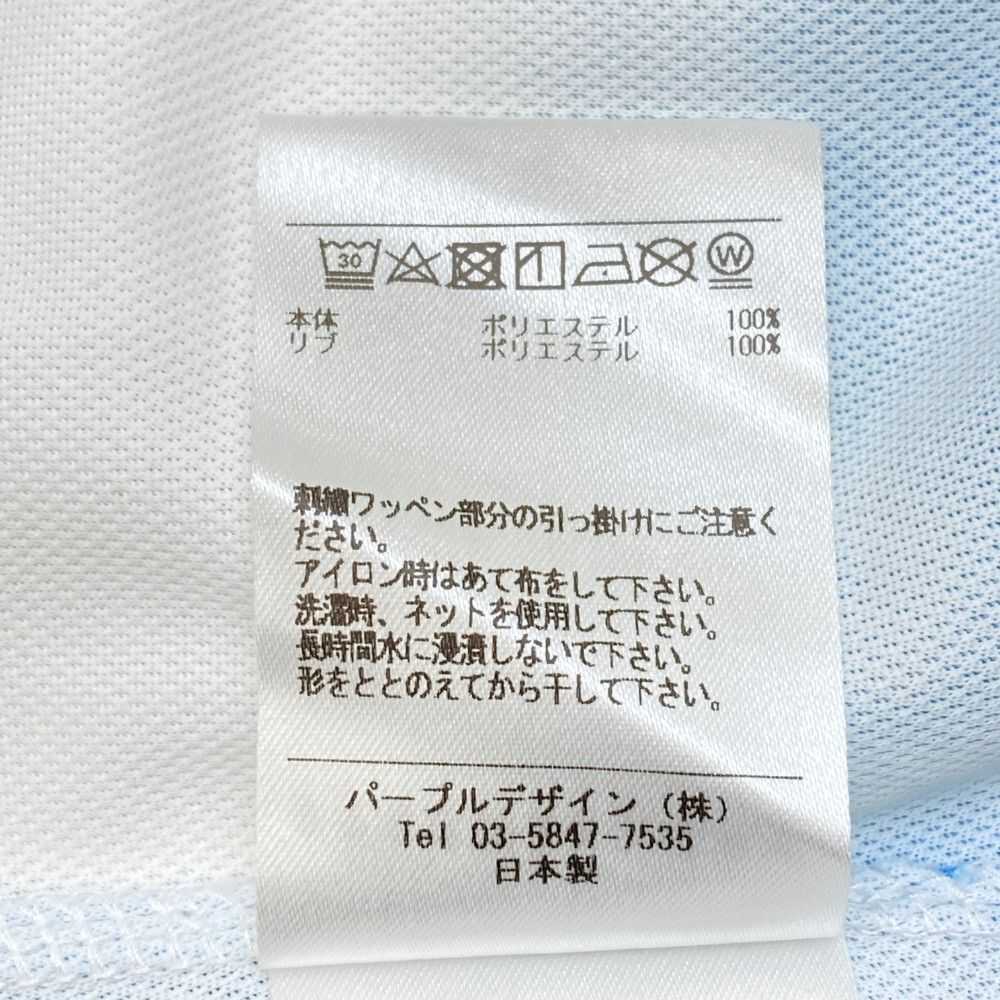 30 W
本体 ポリエステル 100%
リブ ポリエステル 100%
刺繍ワッペン部分の引っ掛けにご注意く
ださい。
アイロン時はあて布をして下さい。
洗濯時、ネットを使用して下さい。
長時間水に浸漬しないで下さい。
形をととのえてから干して下さい。
パープルデザイン(株)
Tel 03-5847-7535
日本製